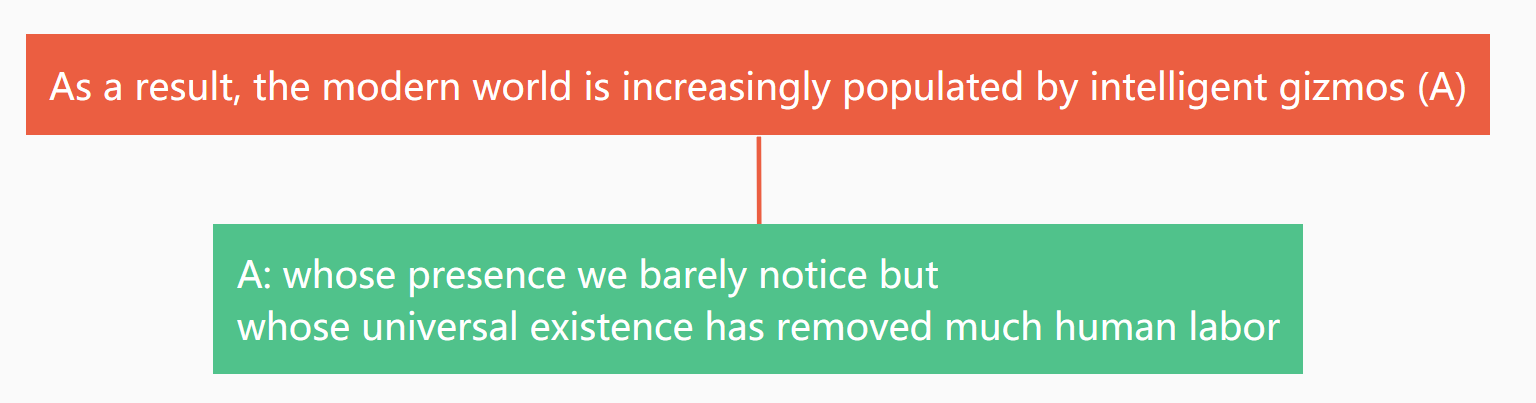 As a result, the modern world is increasingly populated by intelligent gizmos (A)
A: whose presence we barely notice but
whose universal existence has removed much human labor